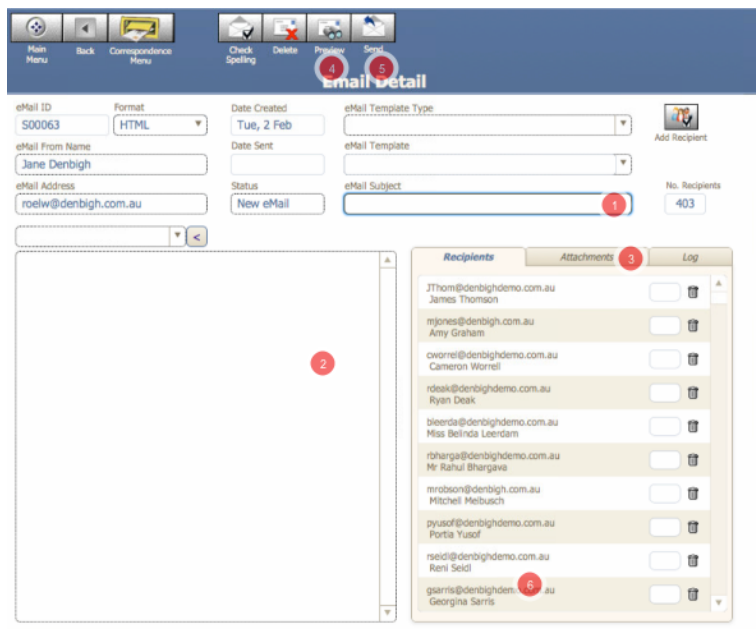 Main Menu
Back
Correspondence Menu
Check Spelling
Delete
Preview
Send
4
5
Email Detail
eMail ID
Format
Date Created
eMail Template Type
S00063
HTML
Tue, 2 Feb
Add Recipient
eMail From Name
Date Sent
eMail Template
Jane Denbigh
eMail Address
Status
eMail Subject
No. Recipients
roelw@denbigh.com.au
New eMail
1
403
<
Recipients
Attachments
3
Log
2
JThom@denbighdemo.com.au
James Thomson
mjones@denbigh.com.au
Amy Graham
cworrel@denbighdemo.com.au
Cameron Worrell
rdeak@denbighdemo.com.au
Ryan Deak
bleerda@denbighdemo.com.au
Miss Belinda Leerdam
rbharga@denbighdemo.com.au
Mr Rahul Bhargava
mrobson@denbigh.com.au
Mitchell Meibusch
pyusof@denbighdemo.com.au
Portia Yusof
rseidl@denbighdemo.com.au
Reni Seidl
gsarris@denbighdemo.com.au
6
Georgina Sarris